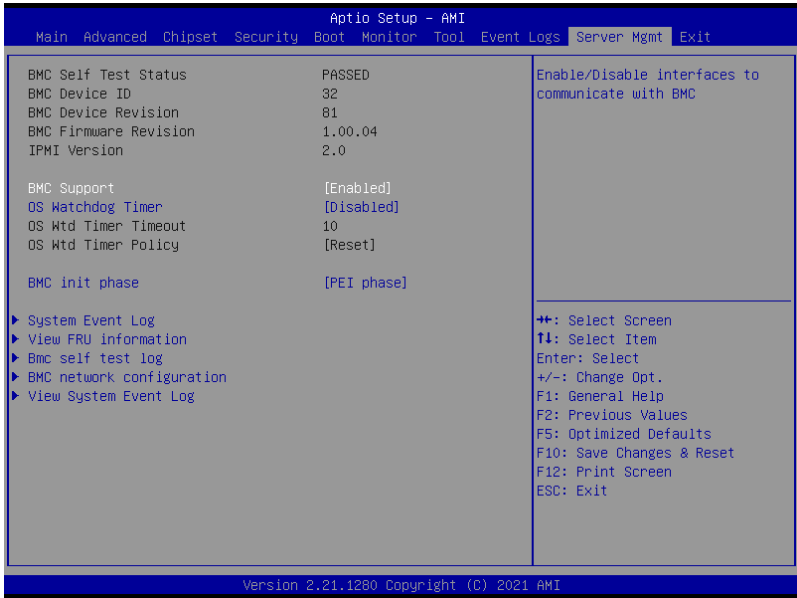 Aptio Setup - AMI
Main Advanced Chipset Security Boot Monitor Tool Event Logs Server Mgmt Exit
BMC Self Test Status PASSED
BMC Device ID 32
BMC Device Revision 81
BMC Firmware Revision 1.00.04
IPMI Version 2.0
BMC Support [Enabled]
OS Watchdog Timer [Disabled]
OS Wtd Timer Timeout 10
OS Wtd Timer Policy [Reset]
BMC init phase [PEI phase]
System Event Log
View FRU information
Bmc self test log
BMC network configuration
View System Event Log
Enable/Disable interfaces to
communicate with BMC
→←: Select Screen
↑↓: Select Item
Enter: Select
+/-: Change Opt.
F1: General Help
F2: Previous Values
F5: Optimized Defaults
F10: Save Changes & Reset
F12: Print Screen
ESC: Exit
Version 2.21.1280 Copyright (C) 2021 AMI